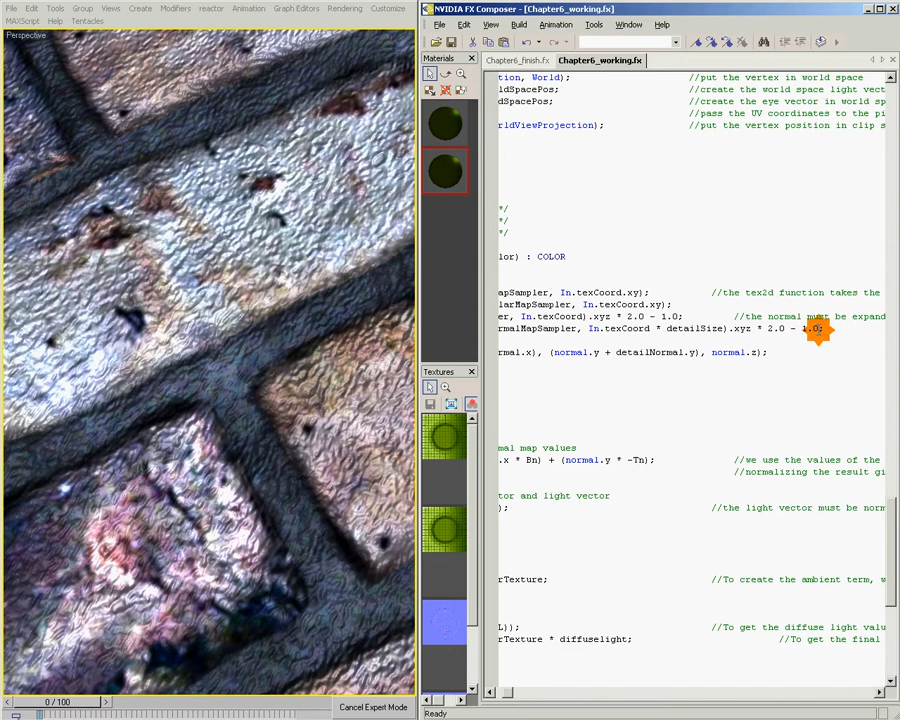 File Edit Tools Group Views Create Modifiers reactor Animation Graph Editors Rendering Customize
MAXScript Help Tentacles
Perspective
0 / 100
Cancel Expert Mode
NVIDIA FX Composer - [Chapter6_working.fx]
File Edit View Build Animation Tools Window Help
Materials
Chapter6_finish.fx Chapter6_working.fx
tion, World); //put the vertex in world space
ldSpacePos; //create the world space light vect
dSpacePos; //create the eye vector in world sp
//pass the UV coordinates to the pi
rldViewProjection); //put the vertex position in clip s
*/
*/
*/
lor) : COLOR
apSampler, In.texCoord.xy); //the tex2d function takes the
larMapSampler, In.texCoord.xy);
er, In.texCoord).xyz * 2.0 - 1.0; //the normal must be expand
rmalMapSampler, In.texCoord * detailSize).xyz * 2.0 - 1.0;
rmal.x), (normal.y + detailNormal.y), normal.z);
mal map values
.x * Bn) + (normal.y * -Tn); //we use the values of the
//normalizing the result gi
tor and light vector
); //the light vector must be norm
rTexture; //To create the ambient term, w
L)); //To get the diffuse light valu
rTexture * diffuselight; //To get the final
Textures
Ready